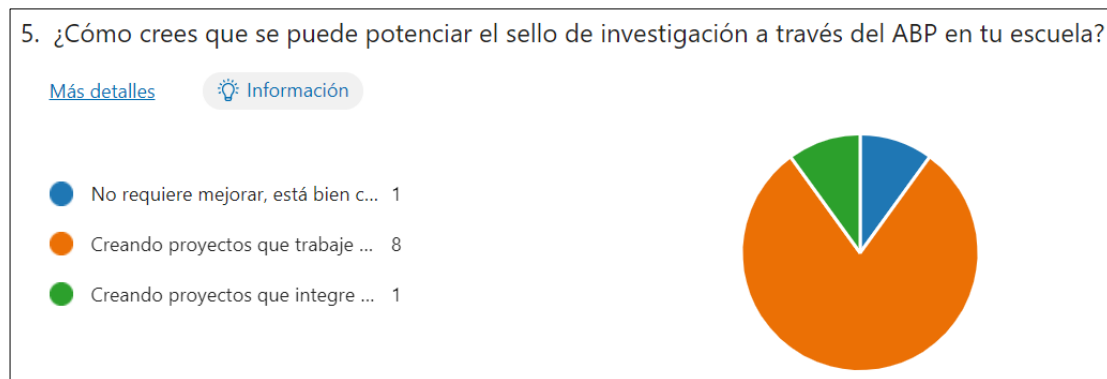 5. ¿Cómo crees que se puede potenciar el sello de investigación a través del ABP en tu escuela?
Más detalles Información
No requiere mejorar, está bien c... 1
Creando proyectos que trabaje ... 8
Creando proyectos que integre ... 1